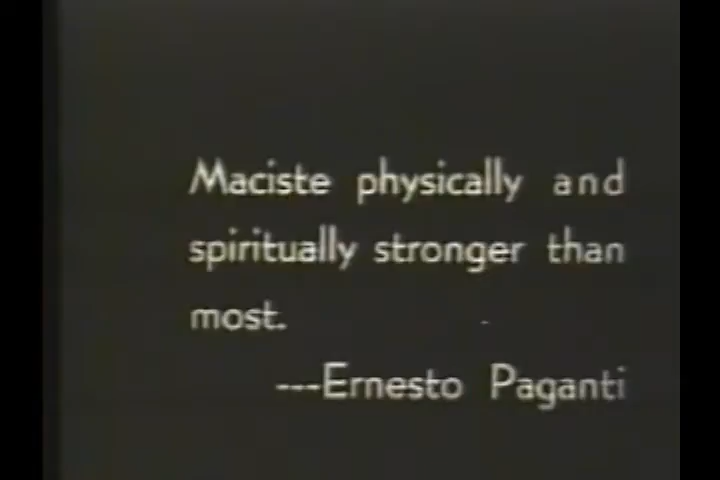 Maciste physically and
spiritually stronger than
most.
---Ernesto Paganti